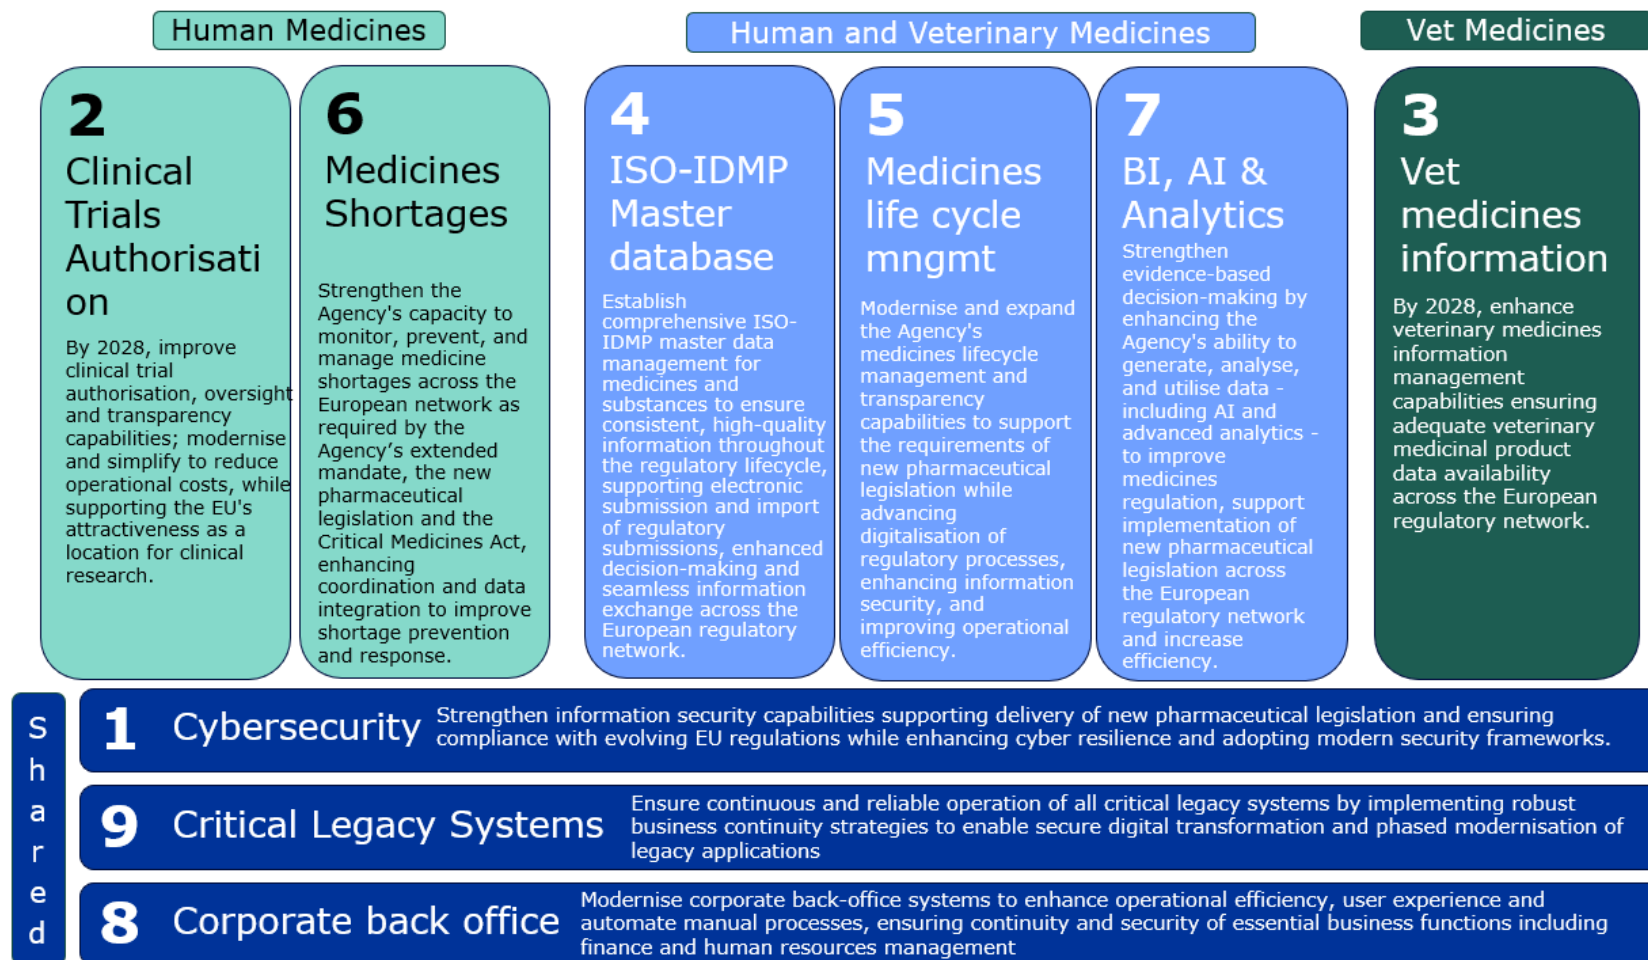 Human Medicines
Human and Veterinary Medicines
Vet Medicines
2
Clinical
Trials
Authorisati
on
By 2028, improve
clinical trial
authorisation, oversight
and transparency
capabilities; modernise
and simplify to reduce
operational costs, while
supporting the EU's
attractiveness as a
location for clinical
research.
6
Medicines
Shortages
Strengthen the
Agency's capacity to
monitor, prevent, and
manage medicine
shortages across the
European network as
required by the
Agency’s extended
mandate, the new
pharmaceutical
legislation and the
Critical Medicines Act,
enhancing
coordination and data
integration to improve
shortage prevention
and response.
4
ISO-IDMP
Master
database
Establish
comprehensive ISO-
IDMP master data
management for
medicines and
substances to ensure
consistent, high-quality
information throughout
the regulatory lifecycle,
supporting electronic
submission and import
of regulatory
submissions, enhanced
decision-making and
seamless information
exchange across the
European regulatory
network.
5
Medicines
life cycle
mngmt
Modernise and expand
the Agency's
medicines lifecycle
management and
transparency
capabilities to support
the requirements of
new pharmaceutical
legislation while
advancing
digitalisation of
regulatory processes,
enhancing information
security, and
improving operational
efficiency.
7
BI, AI &
Analytics
Strengthen
evidence-based
decision-making by
enhancing the
Agency's ability to
generate, analyse,
and utilise data -
including AI and
advanced analytics -
to improve
medicines
regulation, support
implementation of
new pharmaceutical
legislation across
the European
regulatory network
and increase
efficiency.
3
Vet
medicines
information
By 2028, enhance
veterinary medicines
information
management
capabilities ensuring
adequate veterinary
medicinal product
data availability
across the European
regulatory network.
Shared
1 Cybersecurity
Strengthen information security capabilities supporting delivery of new pharmaceutical legislation and ensuring
compliance with evolving EU regulations while enhancing cyber resilience and adopting modern security frameworks.
9 Critical Legacy Systems
Ensure continuous and reliable operation of all critical legacy systems by implementing robust
business continuity strategies to enable secure digital transformation and phased modernisation of
legacy applications
8 Corporate back office
Modernise corporate back-office systems to enhance operational efficiency, user experience and
automate manual processes, ensuring continuity and security of essential business functions including
finance and human resources management